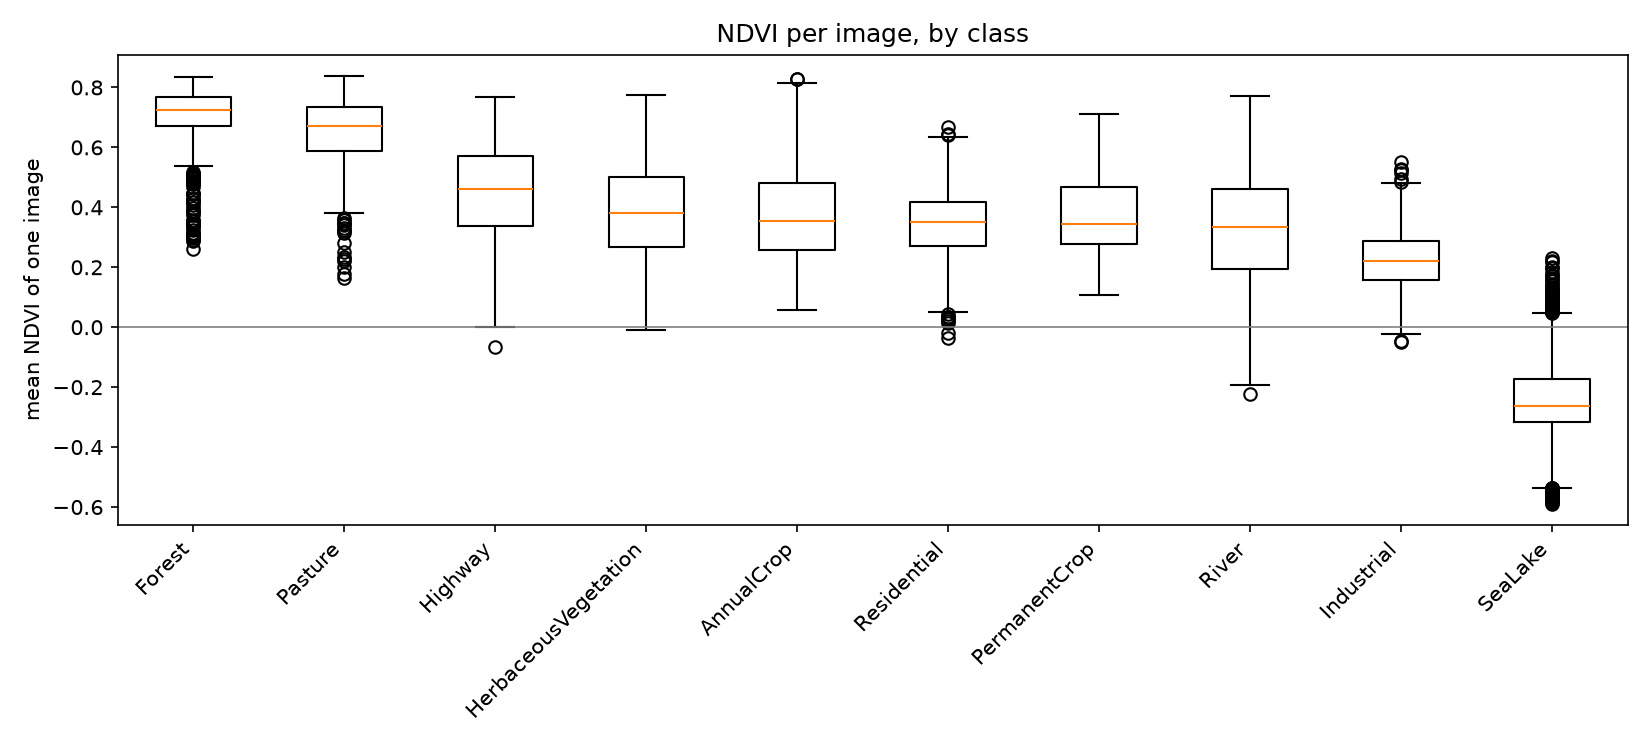 NDVI per image, by class
mean NDVI of one image
0.8
0.6
0.4
0.2
0.0
−0.2
−0.4
−0.6
Forest
Pasture
Highway
HerbaceousVegetation
AnnualCrop
Residential
PermanentCrop
River
Industrial
SeaLake